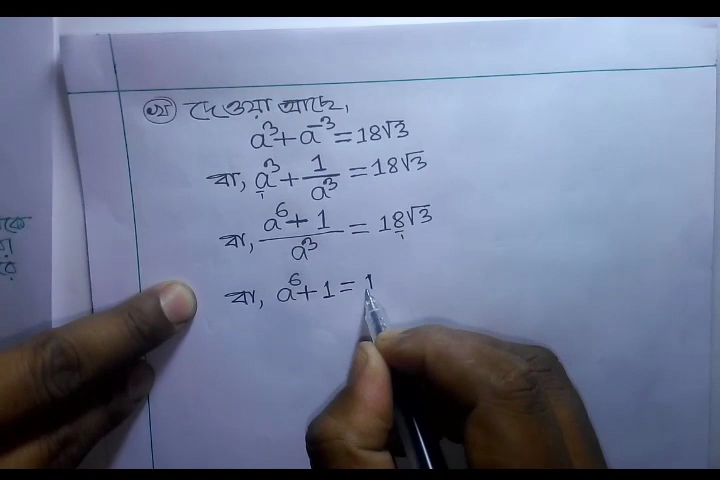 অ দেওয়া আছে,
a³ + a⁻³ = 18√3
বা, a³ + 1/a³ = 18√3
বা, (a⁶ + 1)/a³ = 18√3
বা, a⁶ + 1 = 1